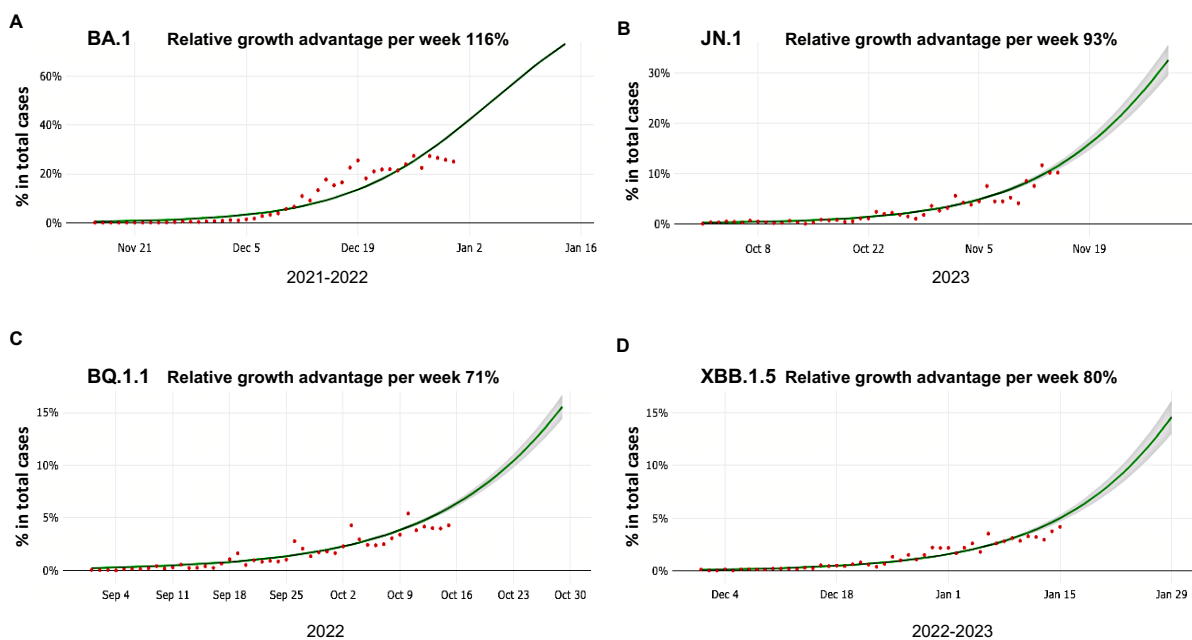 A
BA.1 Relative growth advantage per week 116%
% in total cases
60%
40%
20%
0%
Nov 21 Dec 5 Dec 19 Jan 2 Jan 16
2021-2022
B
JN.1 Relative growth advantage per week 93%
% in total cases
30%
20%
10%
0%
Oct 8 Oct 22 Nov 5 Nov 19
2023
C
BQ.1.1 Relative growth advantage per week 71%
% in total cases
15%
10%
5%
0%
Sep 4 Sep 11 Sep 18 Sep 25 Oct 2 Oct 9 Oct 16 Oct 23 Oct 30
2022
D
XBB.1.5 Relative growth advantage per week 80%
% in total cases
15%
10%
5%
0%
Dec 4 Dec 18 Jan 1 Jan 15 Jan 29
2022-2023